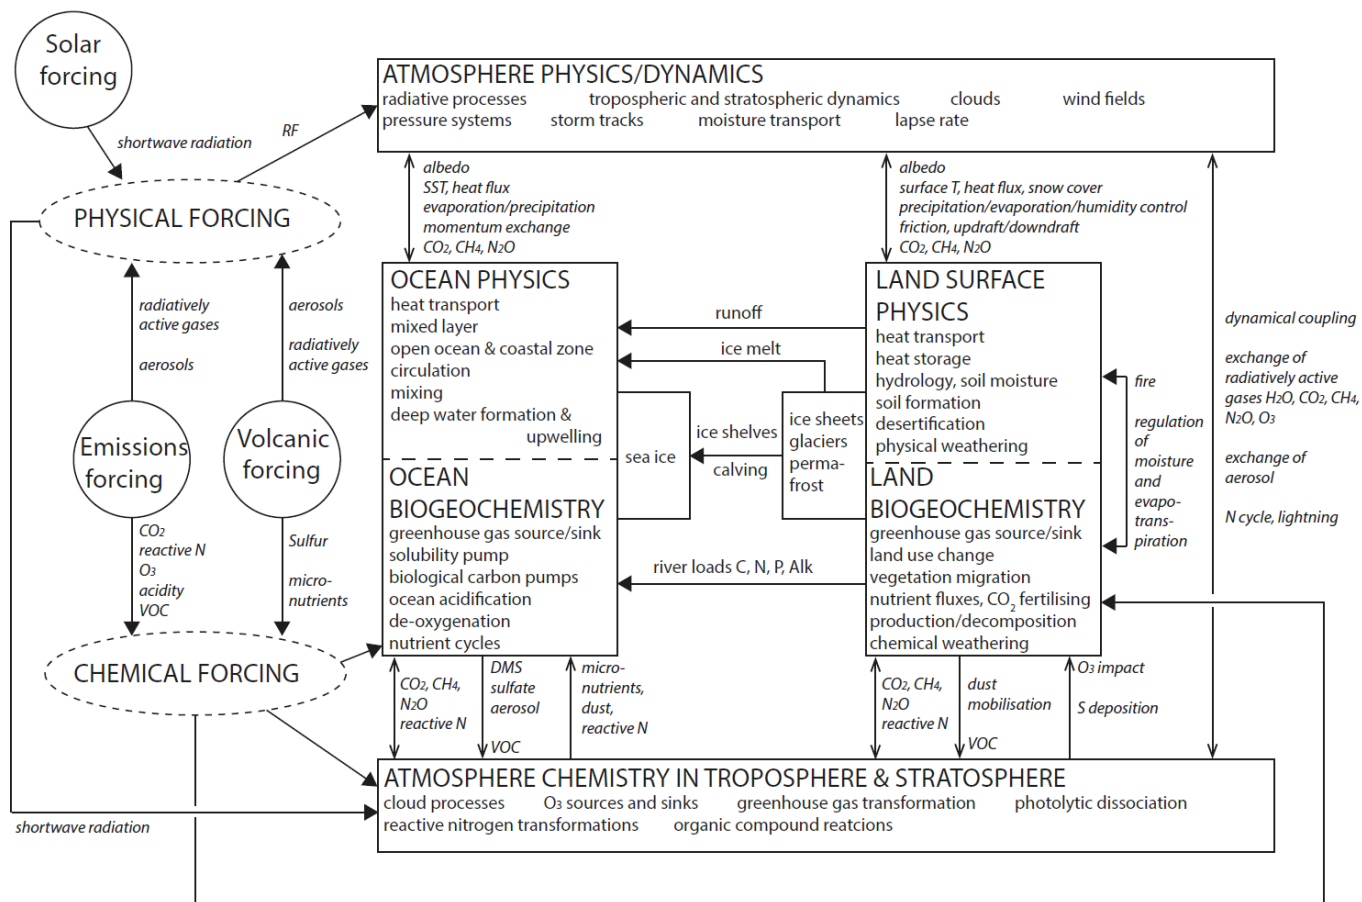 Solar
forcing
shortwave radiation
RF
PHYSICAL FORCING
radiatively
active gases
aerosols
aerosols
radiatively
active gases
Emissions
forcing
Volcanic
forcing
CO2
reactive N
O3
acidity
VOC
Sulfur
micro-
nutrients
CHEMICAL FORCING
shortwave radiation
ATMOSPHERE PHYSICS/DYNAMICS
radiative processes tropospheric and stratospheric dynamics clouds wind fields
pressure systems storm tracks moisture transport lapse rate
albedo
SST, heat flux
evaporation/precipitation
momentum exchange
CO2, CH4, N2O
albedo
surface T, heat flux, snow cover
precipitation/evaporation/humidity control
friction, updraft/downdraft
CO2, CH4, N2O
OCEAN PHYSICS
heat transport
mixed layer
open ocean & coastal zone
circulation
mixing
deep water formation &
upwelling
OCEAN
BIOGEOCHEMISTRY
greenhouse gas source/sink
solubility pump
biological carbon pumps
ocean acidification
de-oxygenation
nutrient cycles
runoff
ice melt
sea ice
ice shelves
calving
ice sheets
glaciers
perma-
frost
river loads C, N, P, Alk
LAND SURFACE
PHYSICS
heat transport
heat storage
hydrology, soil moisture
soil formation
desertification
physical weathering
LAND
BIOGEOCHEMISTRY
greenhouse gas source/sink
land use change
vegetation migration
nutrient fluxes, CO2 fertilising
production/decomposition
chemical weathering
fire
regulation
of
moisture
and
evapo-
trans-
piration
dynamical coupling
exchange of
radiatively active
gases H2O, CO2, CH4,
N2O, O3
exchange of
aerosol
N cycle, lightning
CO2, CH4,
N2O
reactive N
DMS
sulfate
aerosol
VOC
micro-
nutrients,
dust,
reactive N
CO2, CH4,
N2O
reactive N
dust
mobilisation
VOC
O3 impact
S deposition
ATMOSPHERE CHEMISTRY IN TROPOSPHERE & STRATOSPHERE
cloud processes O3 sources and sinks greenhouse gas transformation photolytic dissociation
reactive nitrogen transformations organic compound reatcions